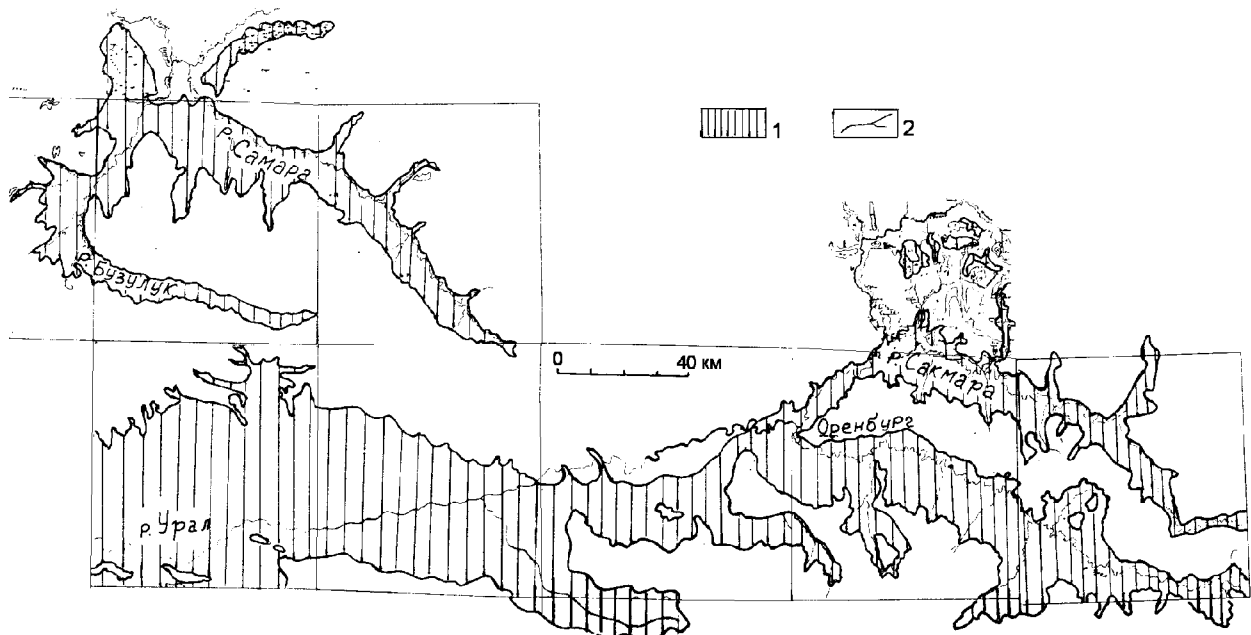 1
2
р. Самара
р. Бузулук
0 40 км
р. Сакмара
Оренбург
р. Урал